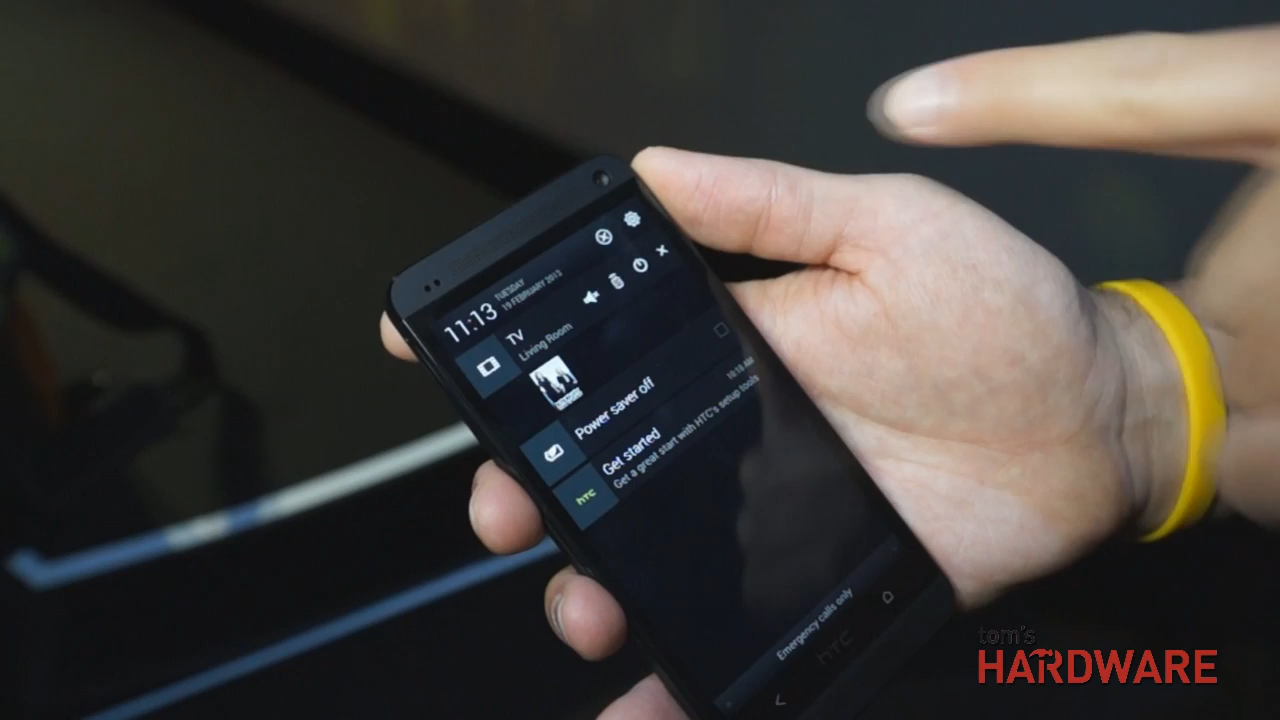 11:13
TUESDAY
19 FEBRUARY 2013
TV
Living Room
Power saver off
Get started
10:18 AM
Get a great start with HTC's setup tools
hTC
Emergency calls only
hTC
tom's
HARDWARE